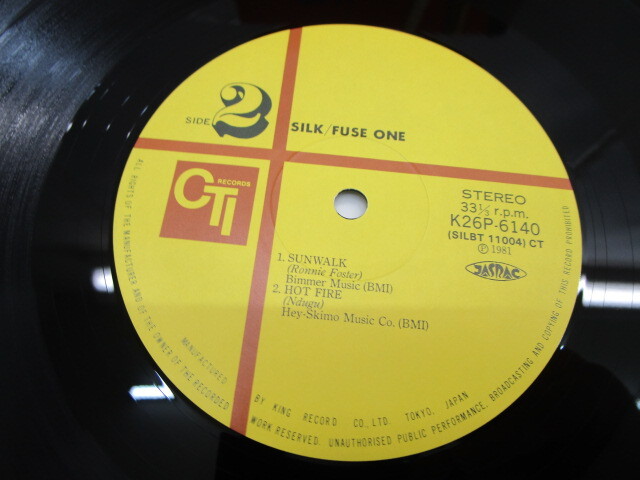 SIDE 2
SILK/FUSE ONE
CTI RECORDS
STEREO
33⅓ r.p.m.
K26P-6140
(SILBT 11004) CT
Ⓟ 1981
JASRAC
1. SUNWALK
(Ronnie Foster)
Bimmer Music (BMI)
2. HOT FIRE
(Ndugu)
Hey-Skimo Music Co. (BMI)
MANUFACTURED BY KING RECORD CO., LTD. TOKYO, JAPAN
ALL RIGHTS OF THE MANUFACTURER AND OF THE OWNER OF THE RECORDED WORK RESERVED. UNAUTHORISED PUBLIC PERFORMANCE, BROADCASTING AND COPYING OF THIS RECORD PROHIBITED